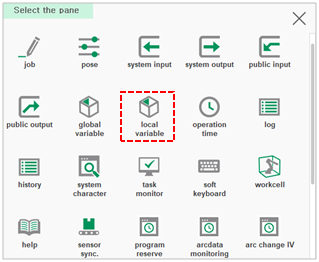 Select the pane
job pose system input system output public input
public output global variable local variable operation time log
history system character task monitor soft keyboard workcell
help sensor sync. program reserve arcdata monitoring arc change IV